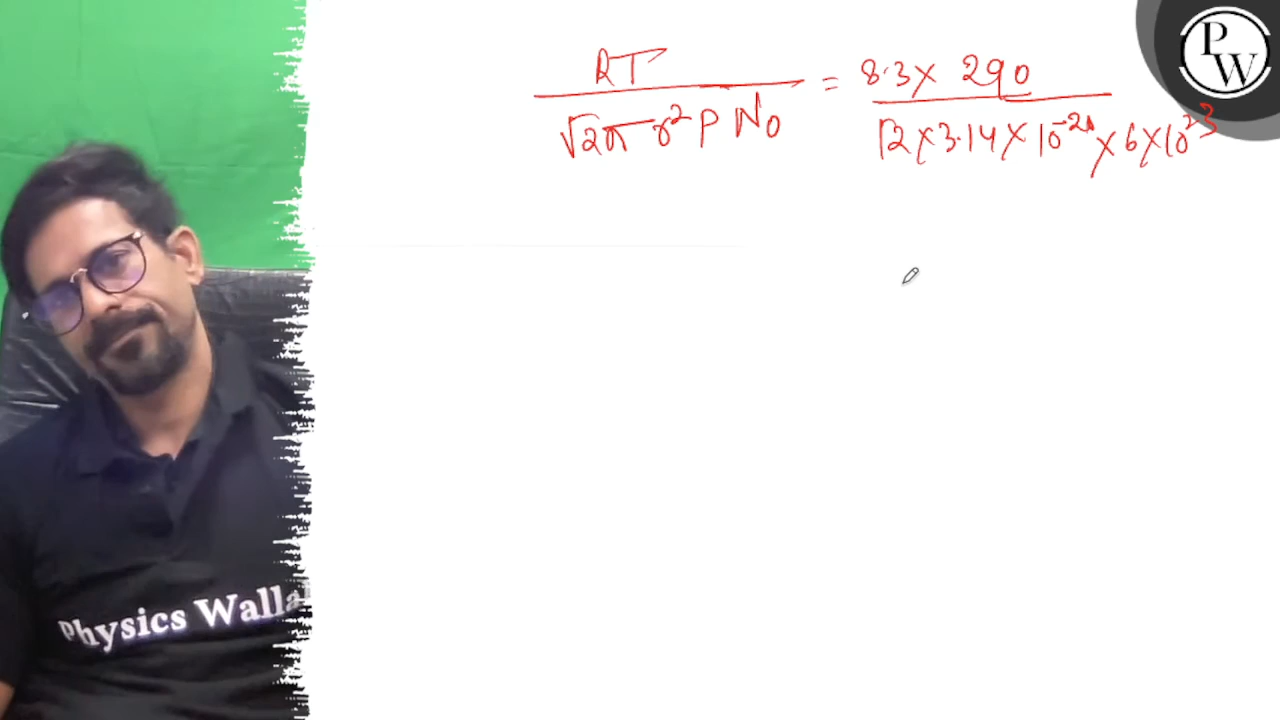 PW
RT / √2π r² P N₀ = 8.3 × 290 / √2 × 3.14 × 10⁻²⁰ × 6 × 10²³
Physics Walla